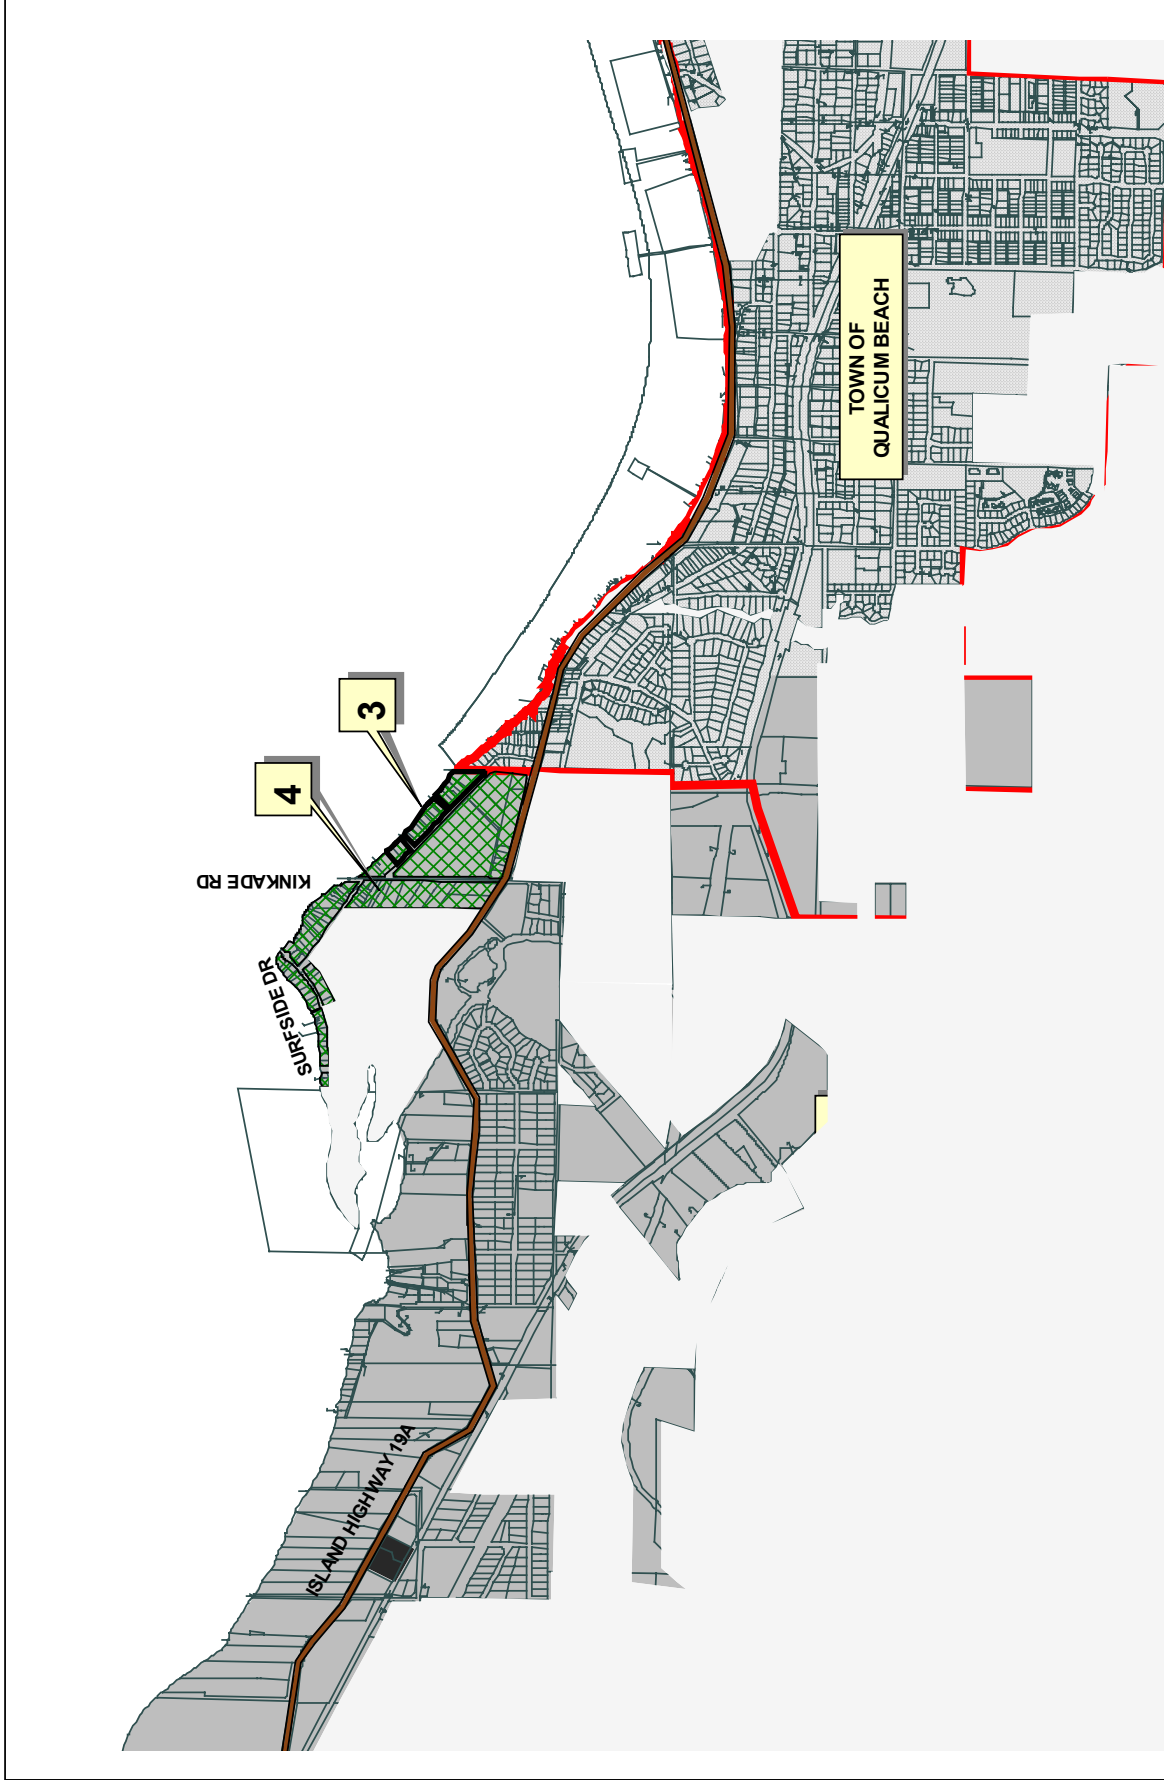 3
4
KINKADE RD
SURFSIDE DR
TOWN OF
QUALICUM BEACH
ISLAND HIGHWAY 19A